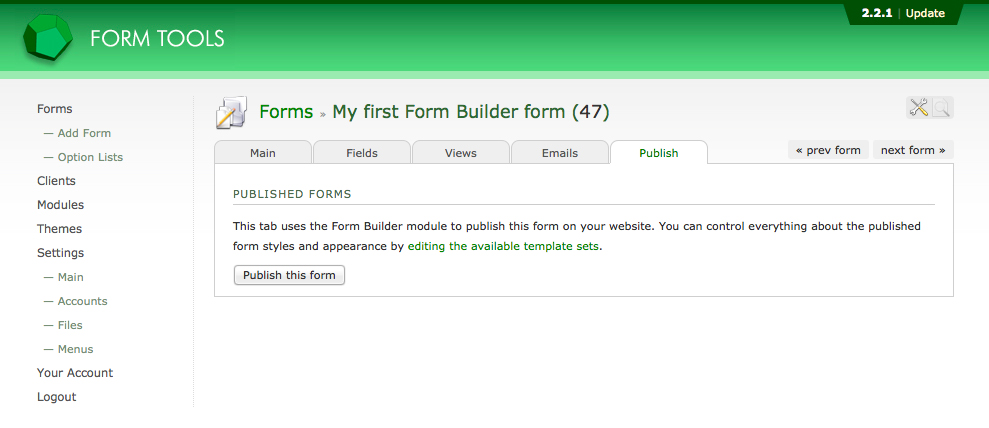 2.2.1 | Update
FORM TOOLS
Forms
— Add Form
— Option Lists
Clients
Modules
Themes
Settings
— Main
— Accounts
— Files
— Menus
Your Account
Logout
Forms » My first Form Builder form (47)
Main Fields Views Emails Publish
« prev form next form »
PUBLISHED FORMS
This tab uses the Form Builder module to publish this form on your website. You can control everything about the published
form styles and appearance by editing the available template sets.
Publish this form